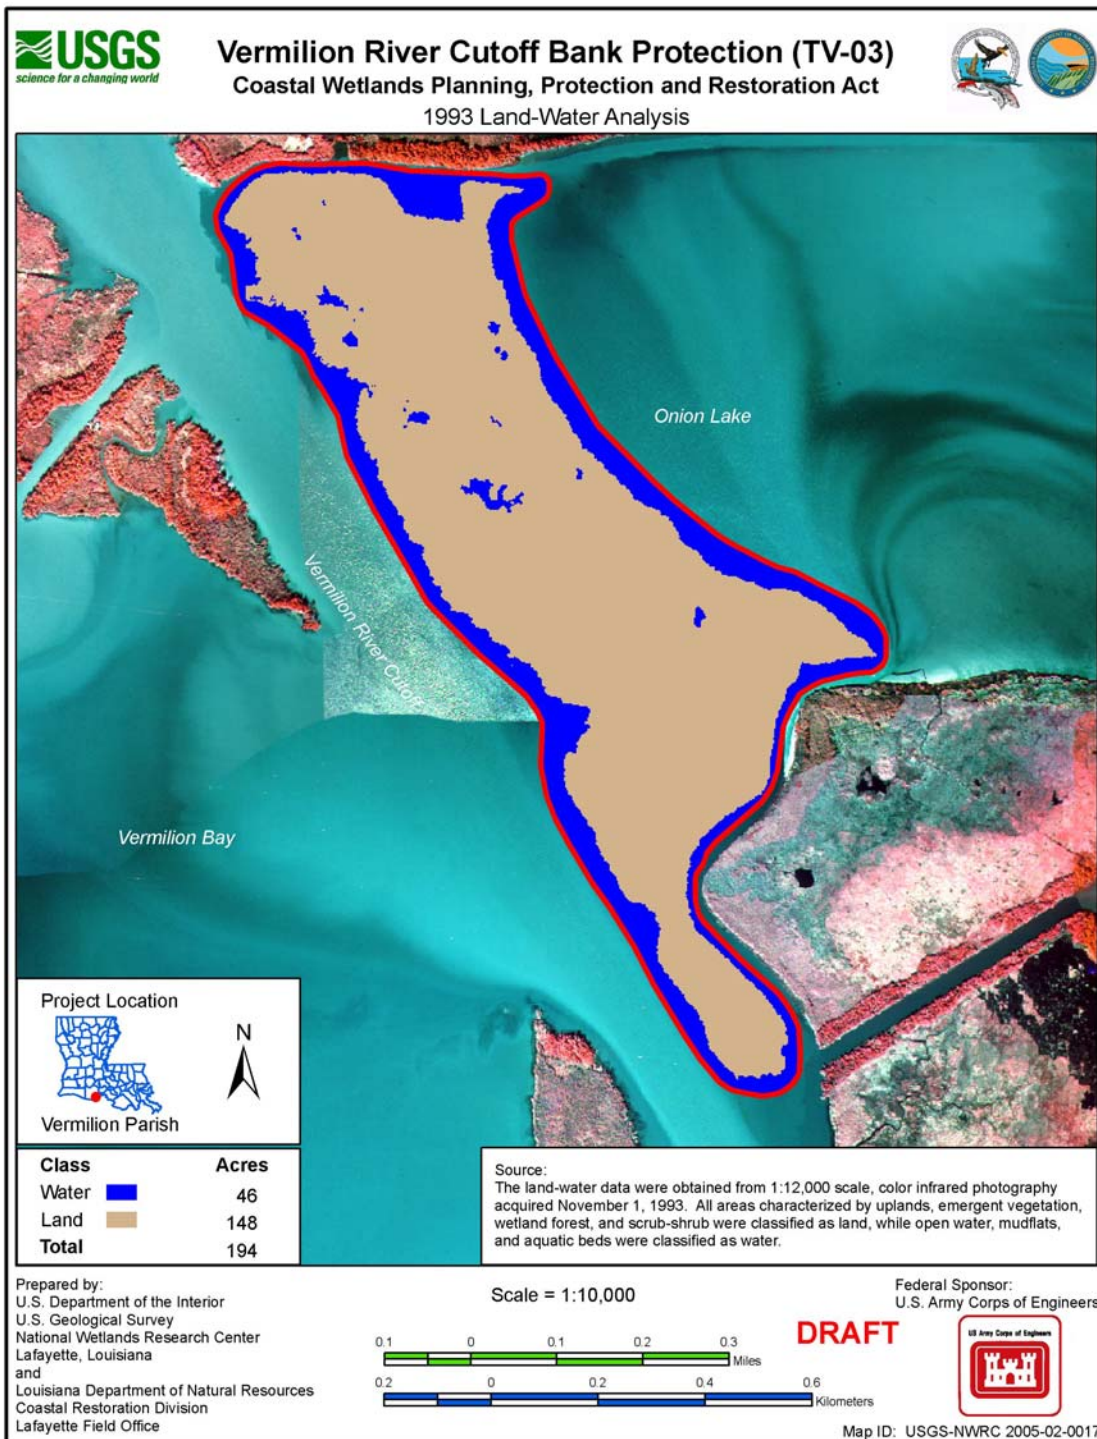 USGS
science for a changing world
Vermilion River Cutoff Bank Protection (TV-03)
Coastal Wetlands Planning, Protection and Restoration Act
1993 Land-Water Analysis
Onion Lake
Vermilion River Cutoff
Vermilion Bay
Project Location
N
Vermilion Parish
Class Acres
Water 46
Land 148
Total 194
Source:
The land-water data were obtained from 1:12,000 scale, color infrared photography
acquired November 1, 1993. All areas characterized by uplands, emergent vegetation,
wetland forest, and scrub-shrub were classified as land, while open water, mudflats,
and aquatic beds were classified as water.
Prepared by:
U.S. Department of the Interior
U.S. Geological Survey
National Wetlands Research Center
Lafayette, Louisiana
and
Louisiana Department of Natural Resources
Coastal Restoration Division
Lafayette Field Office
Scale = 1:10,000
0.1 0 0.1 0.2 0.3
Miles
0.2 0 0.2 0.4 0.6
Kilometers
DRAFT
Federal Sponsor:
U.S. Army Corps of Engineers
US Army Corps of Engineers
Map ID: USGS-NWRC 2005-02-0017